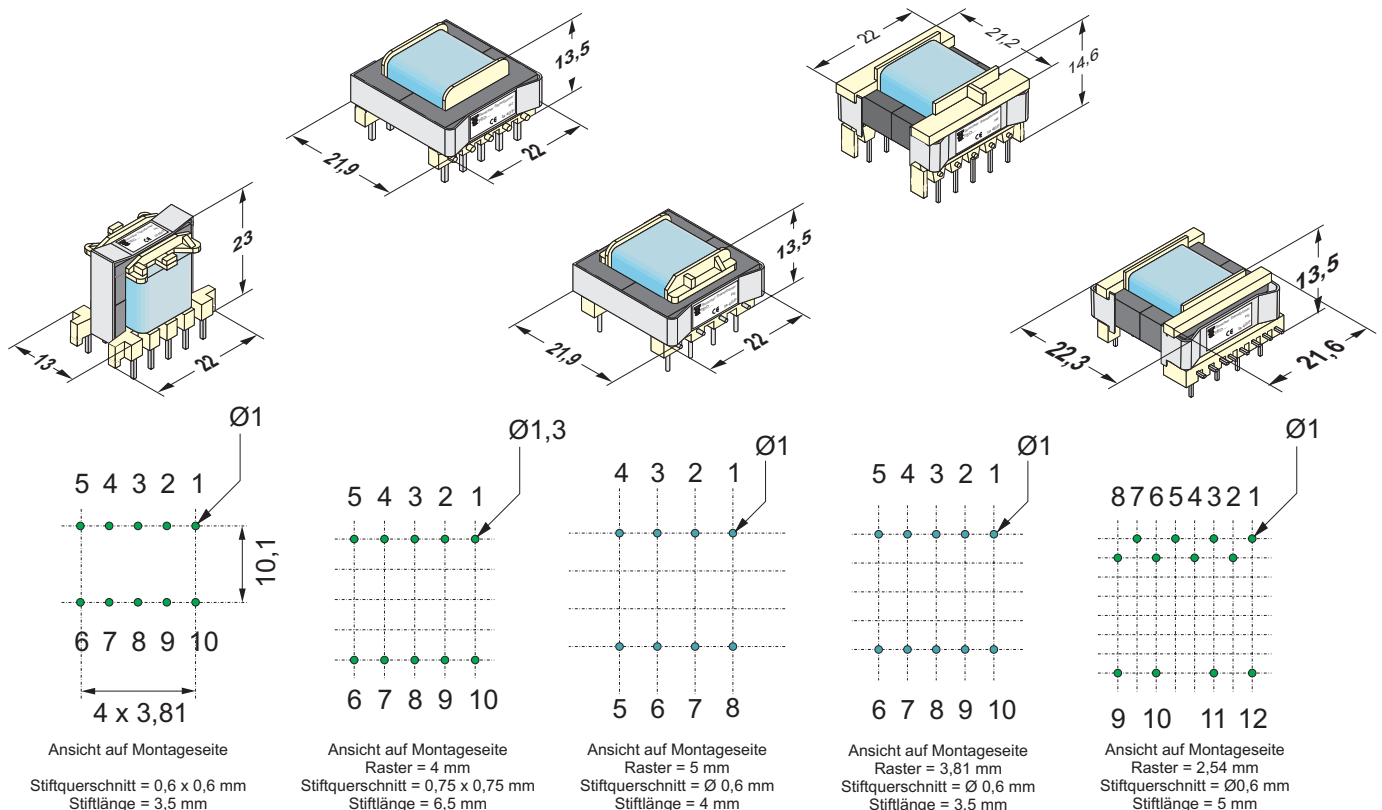 13,5
22
21,9
22
21,2
14,6
23
13
22
13,5
21,9
22
13,5
22,3
21,6
Ø1
5 4 3 2 1
10,1
6 7 8 9 10
4 x 3,81
Ansicht auf Montageseite
Stiftquerschnitt = 0,6 x 0,6 mm
Stiftlänge = 3,5 mm
Ø1,3
5 4 3 2 1
6 7 8 9 10
Ansicht auf Montageseite
Raster = 4 mm
Stiftquerschnitt = 0,75 x 0,75 mm
Stiftlänge = 6,5 mm
Ø1
4 3 2 1
5 6 7 8
Ansicht auf Montageseite
Raster = 5 mm
Stiftquerschnitt = Ø 0,6 mm
Stiftlänge = 4 mm
Ø1
5 4 3 2 1
6 7 8 9 10
Ansicht auf Montageseite
Raster = 3,81 mm
Stiftquerschnitt = Ø 0,6 mm
Stiftlänge = 3,5 mm
Ø1
8 7 6 5 4 3 2 1
9 10 11 12
Ansicht auf Montageseite
Raster = 2,54 mm
Stiftquerschnitt = Ø0,6 mm
Stiftlänge = 5 mm